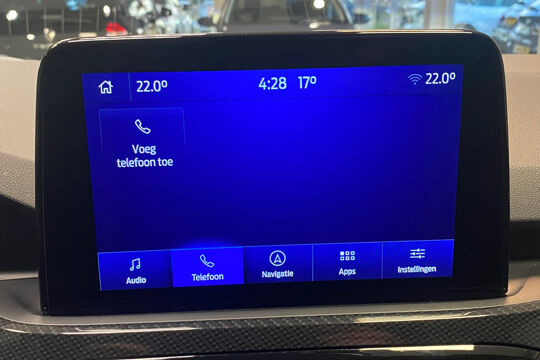 22.0° 4:28 17° 22.0°
Voeg
telefoon toe
Audio Telefoon Navigatie Apps Instellingen